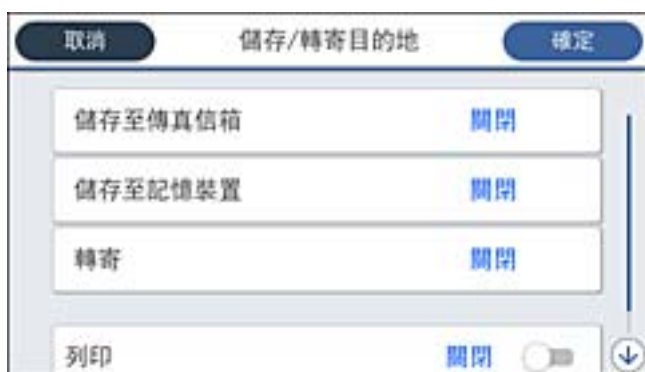 取消 儲存/轉寄目的地 確定
儲存至傳真信箱 關閉
儲存至記憶裝置 關閉
轉寄 關閉
列印 關閉